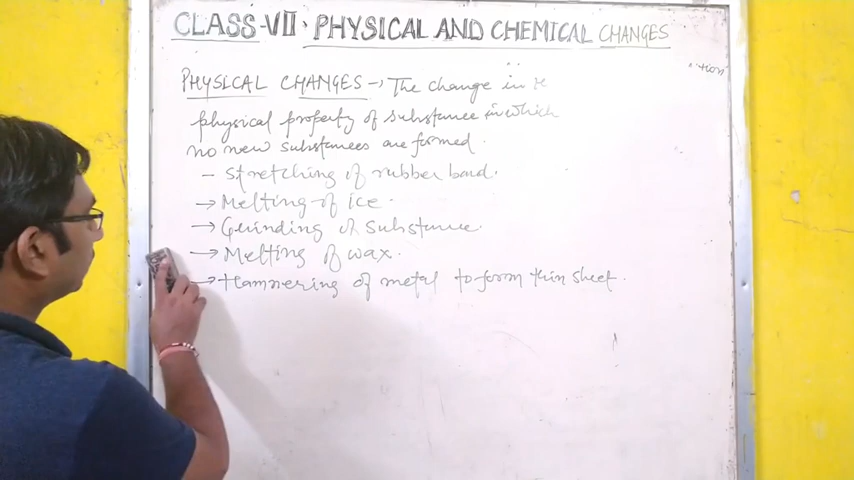 CLASS-VII. PHYSICAL AND CHEMICAL CHANGES
PHYSICAL CHANGES → The change in
physical property of substance in which
no new substances are formed.
- Stretching of rubber band.
→ Melting of ice.
→ Grinding of substance.
→ Melting of wax.
→ Hammering of metal to form thin sheet.